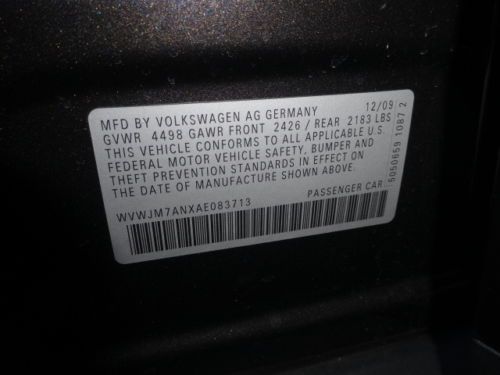 MFD BY VOLKSWAGEN AG GERMANY 12/09
GVWR 4498 GAWR FRONT 2426 / REAR 2183 LBS
THIS VEHICLE CONFORMS TO ALL APPLICABLE U.S.
FEDERAL MOTOR VEHICLE SAFETY, BUMPER AND
THEFT PREVENTION STANDARDS IN EFFECT ON
THE DATE OF MANUFACTURE SHOWN ABOVE.
WVWJM7ANXAE083713 PASSENGER CAR
5050659 1087 2